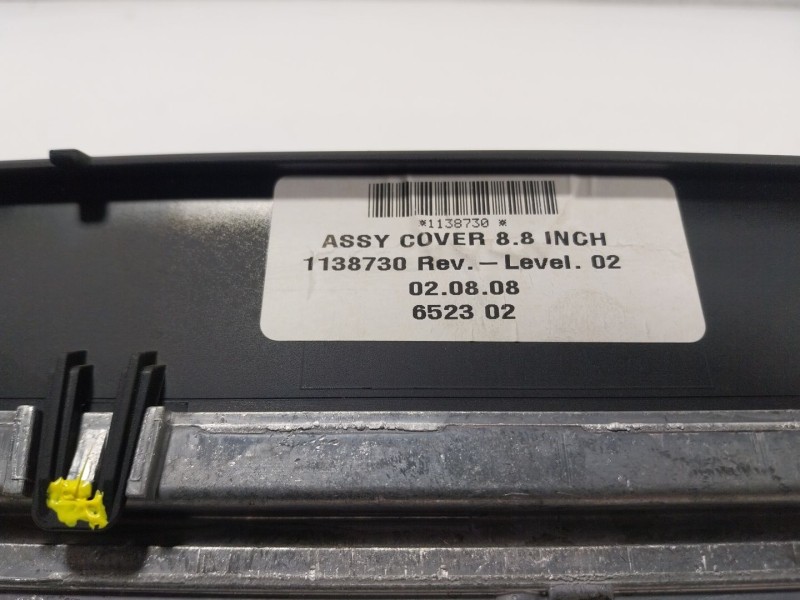 *1138730 *
ASSY COVER 8.8 INCH
1138730 Rev.-Level. 02
02.08.08
6523 02